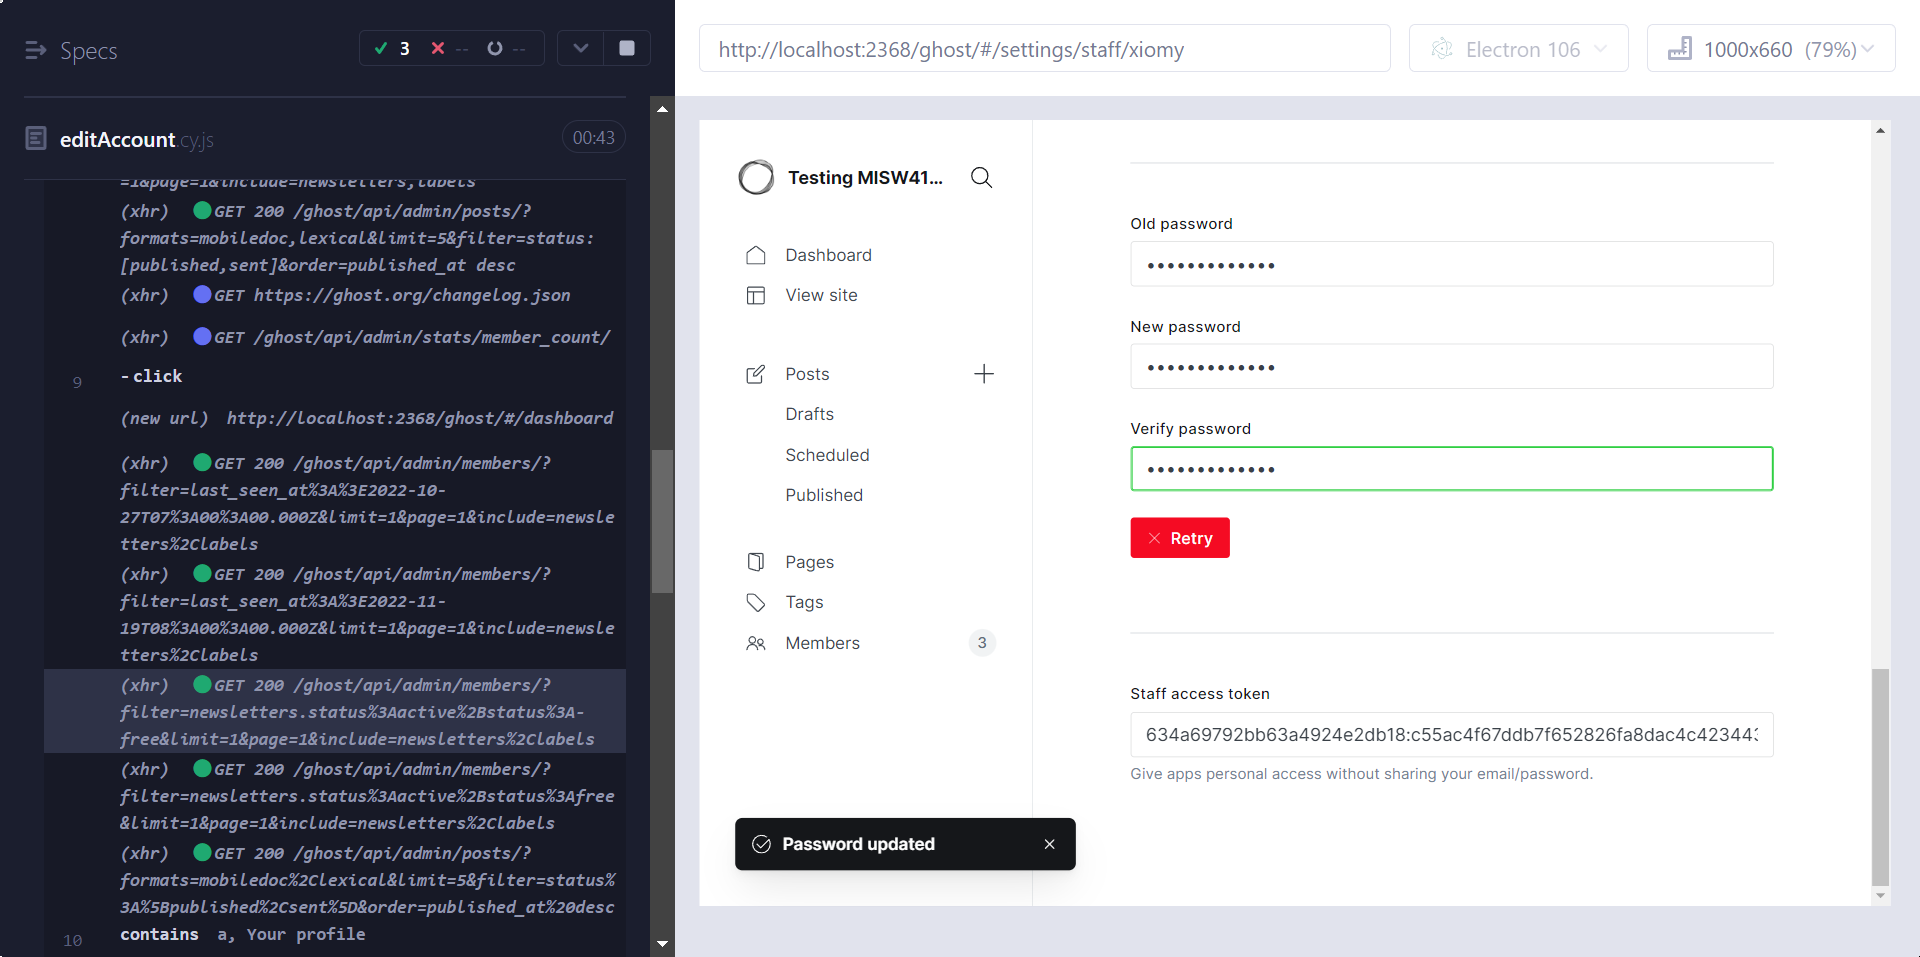 Specs
3
--
--
editAccount.cy.js
00:43
=1&page=1&include=newsletters,labels
(xhr) GET 200 /ghost/api/admin/posts/?
formats=mobiledoc,lexical&limit=5&filter=status:
[published,sent]&order=published_at desc
(xhr) GET https://ghost.org/changelog.json
(xhr) GET /ghost/api/admin/stats/member_count/
9 -click
(new url) http://localhost:2368/ghost/#/dashboard
(xhr) GET 200 /ghost/api/admin/members/?
filter=last_seen_at%3A%3E2022-10-
27T07%3A00%3A00.000Z&limit=1&page=1&include=newsle
tters%2Clabels
(xhr) GET 200 /ghost/api/admin/members/?
filter=last_seen_at%3A%3E2022-11-
19T08%3A00%3A00.000Z&limit=1&page=1&include=newsle
tters%2Clabels
(xhr) GET 200 /ghost/api/admin/members/?
filter=newsletters.status%3Aactive%2Bstatus%3A-
free&limit=1&page=1&include=newsletters%2Clabels
(xhr) GET 200 /ghost/api/admin/members/?
filter=newsletters.status%3Aactive%2Bstatus%3Afree
&limit=1&page=1&include=newsletters%2Clabels
(xhr) GET 200 /ghost/api/admin/posts/?
formats=mobiledoc%2Clexical&limit=5&filter=status%
3A%5Bpublished%2Csent%5D&order=published_at%20desc
10 contains a, Your profile
http://localhost:2368/ghost/#/settings/staff/xiomy
Electron 106
1000x660 (79%)
Testing MISW41...
Dashboard
View site
Posts
Drafts
Scheduled
Published
Pages
Tags
Members 3
Password updated
Old password
•••••••••••••
New password
•••••••••••••
Verify password
•••••••••••••
Retry
Staff access token
634a69792bb63a4924e2db18:c55ac4f67ddb7f652826fa8dac4c423443
Give apps personal access without sharing your email/password.